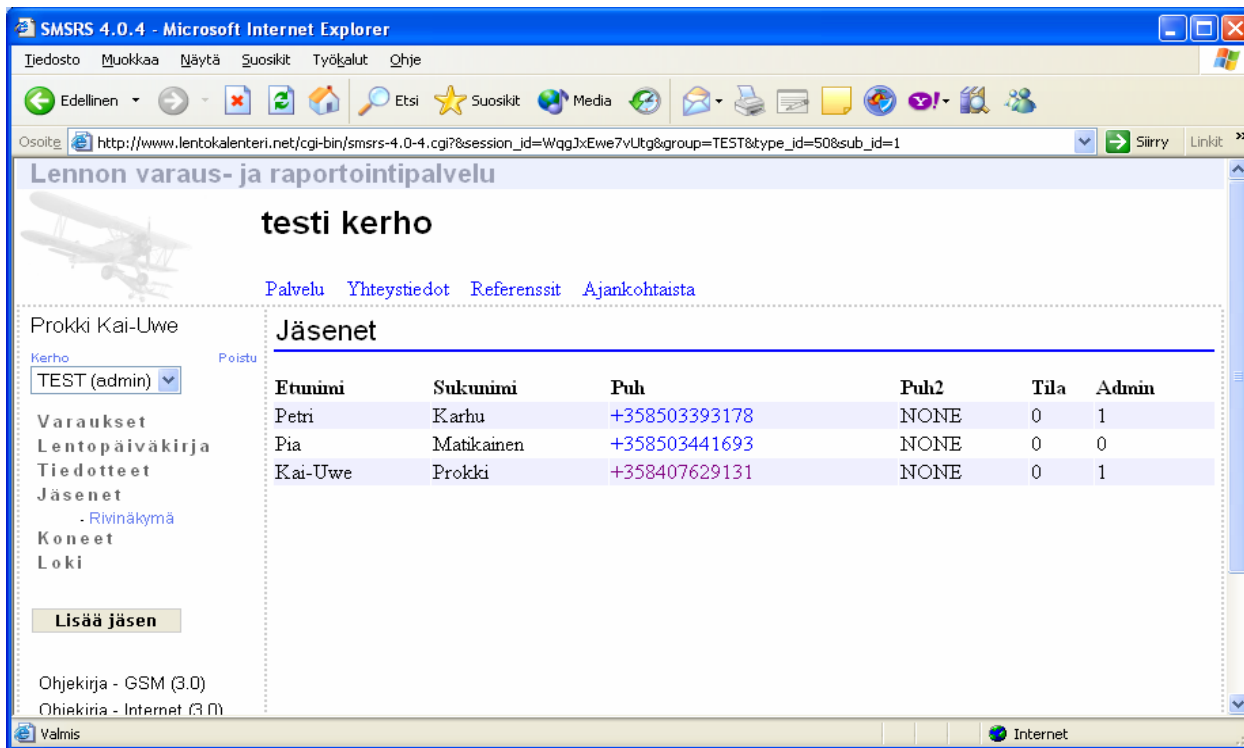 SMSRS 4.0.4 - Microsoft Internet Explorer
Tiedosto Muokkaa Näytä Suosikit Työkalut Ohje
Edellinen Etsi Suosikit Media
Osoite http://www.lentokalenteri.net/cgi-bin/smsrs-4.0-4.cgi?&session_id=WqgJxEwe7vUtg&group=TEST&type_id=50&sub_id=1 Siirry Linkit »
Lennon varaus- ja raportointipalvelu
testi kerho
Palvelu Yhteystiedot Referenssit Ajankohtaista
Prokki Kai-Uwe
Kerho Poistu
TEST (admin)
Varaukset
Lentopäiväkirja
Tiedotteet
Jäsenet
- Rivinäkymä
Koneet
Loki
Lisää jäsen
Ohjekirja - GSM (3.0)
Ohjekirja - Internet (3.0)
Jäsenet
Etunimi Sukunimi Puh Puh2 Tila Admin
Petri Karhu +358503393178 NONE 0 1
Pia Matikainen +358503441693 NONE 0 0
Kai-Uwe Prokki +358407629131 NONE 0 1
Valmis Internet